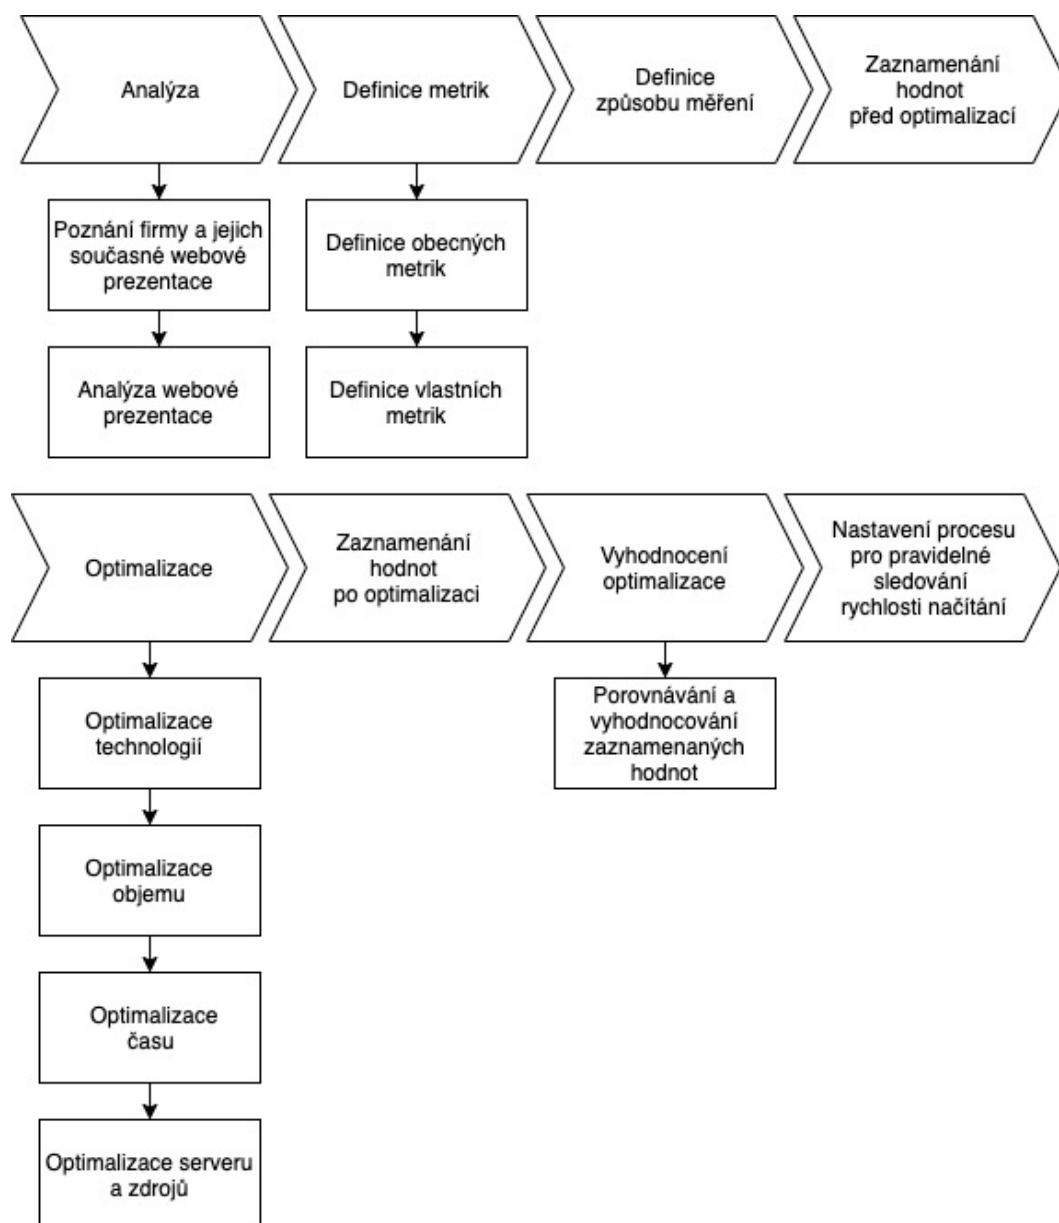 Analýza
Definice metrik
Definice
způsobu měření
Zaznamenání
hodnot
před optimalizací
Poznání firmy a jejich
současné webové
prezentace
Analýza webové
prezentace
Definice obecných
metrik
Definice vlastních
metrik
Optimalizace
Zaznamenání
hodnot
po optimalizaci
Vyhodnocení
optimalizace
Nastavení procesu
pro pravidelné
sledování
rychlosti načítání
Optimalizace
technologií
Optimalizace
objemu
Optimalizace
času
Optimalizace serveru
a zdrojů
Porovnávání a
vyhodnocování
zaznamenaných
hodnot